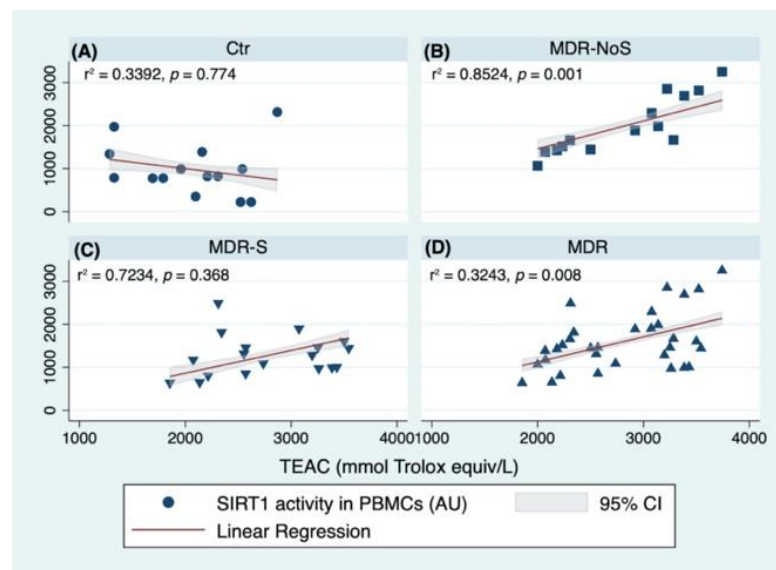 (A) Ctr
r² = 0.3392, p = 0.774
(B) MDR-NoS
r² = 0.8524, p = 0.001
3000
2000
1000
0
(C) MDR-S
r² = 0.7234, p = 0.368
(D) MDR
r² = 0.3243, p = 0.008
3000
2000
1000
0
1000 2000 3000 4000 1000 2000 3000 4000
TEAC (mmol Trolox equiv/L)
SIRT1 activity in PBMCs (AU) 95% CI
Linear Regression